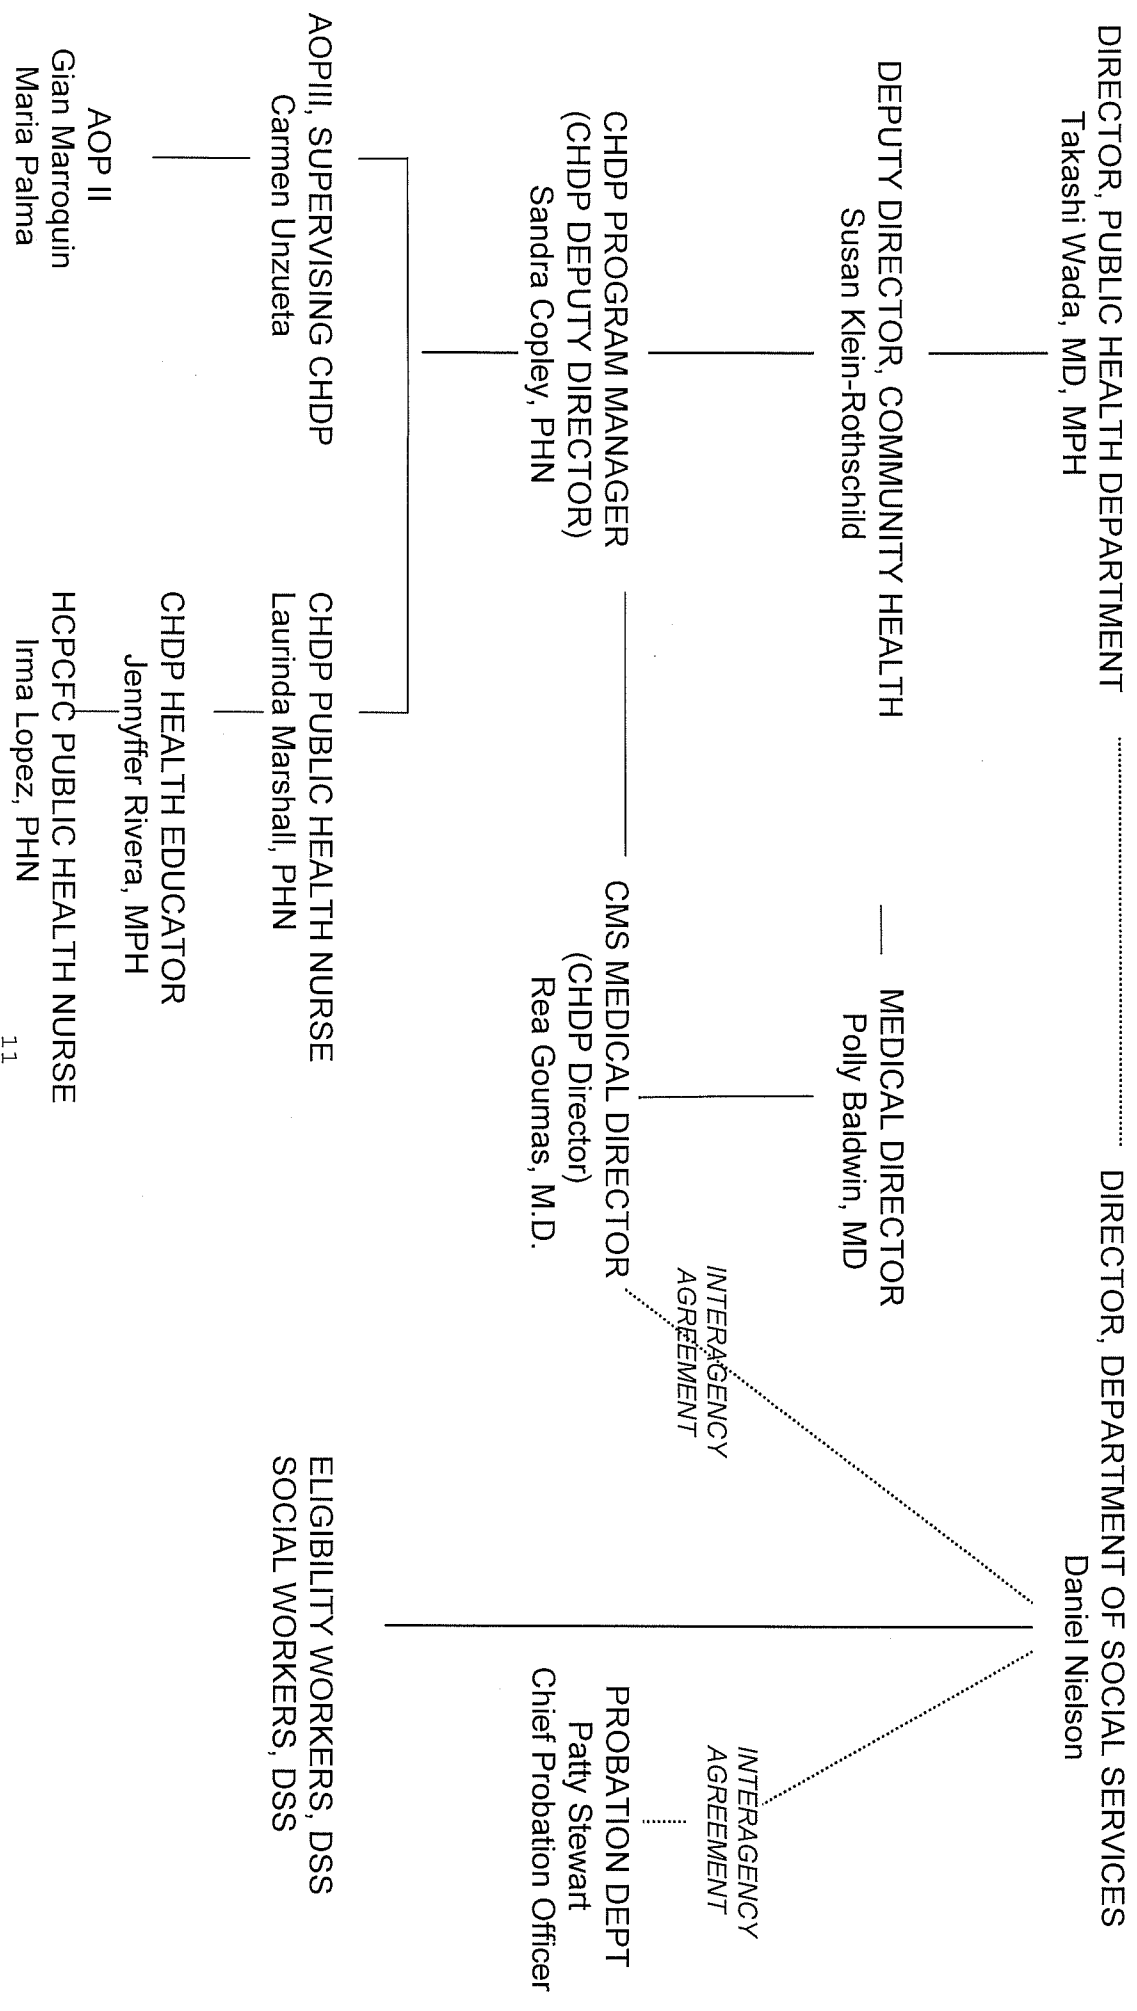 DIRECTOR, PUBLIC HEALTH DEPARTMENT
Takashi Wada, MD, MPH
DIRECTOR, DEPARTMENT OF SOCIAL SERVICES
Daniel Nielson
DEPUTY DIRECTOR, COMMUNITY HEALTH
Susan Klein-Rothschild
MEDICAL DIRECTOR
Polly Baldwin, MD
INTERAGENCY
AGREEMENT
INTERAGENCY
AGREEMENT
CHDP PROGRAM MANAGER
(CHDP DEPUTY DIRECTOR)
Sandra Copley, PHN
CMS MEDICAL DIRECTOR
(CHDP Director)
Rea Goumas, M.D.
PROBATION DEPT
Patty Stewart
Chief Probation Officer
AOPIII, SUPERVISING CHDP
Carmen Unzueta
CHDP PUBLIC HEALTH NURSE
Laurinda Marshall, PHN
ELIGIBILITY WORKERS, DSS
SOCIAL WORKERS, DSS
AOP II
Gian Marroquin
Maria Palma
CHDP HEALTH EDUCATOR
Jennyffer Rivera, MPH
HCPCFC PUBLIC HEALTH NURSE
Irma Lopez, PHN
11